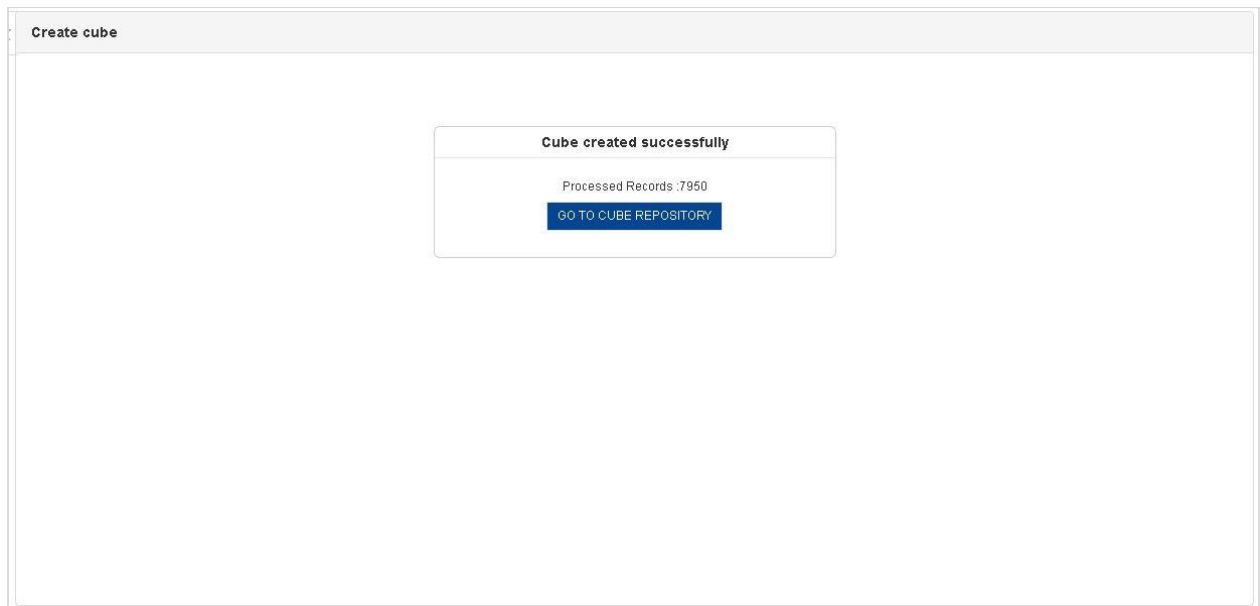 Create cube
Cube created successfully
Processed Records :7950
GO TO CUBE REPOSITORY